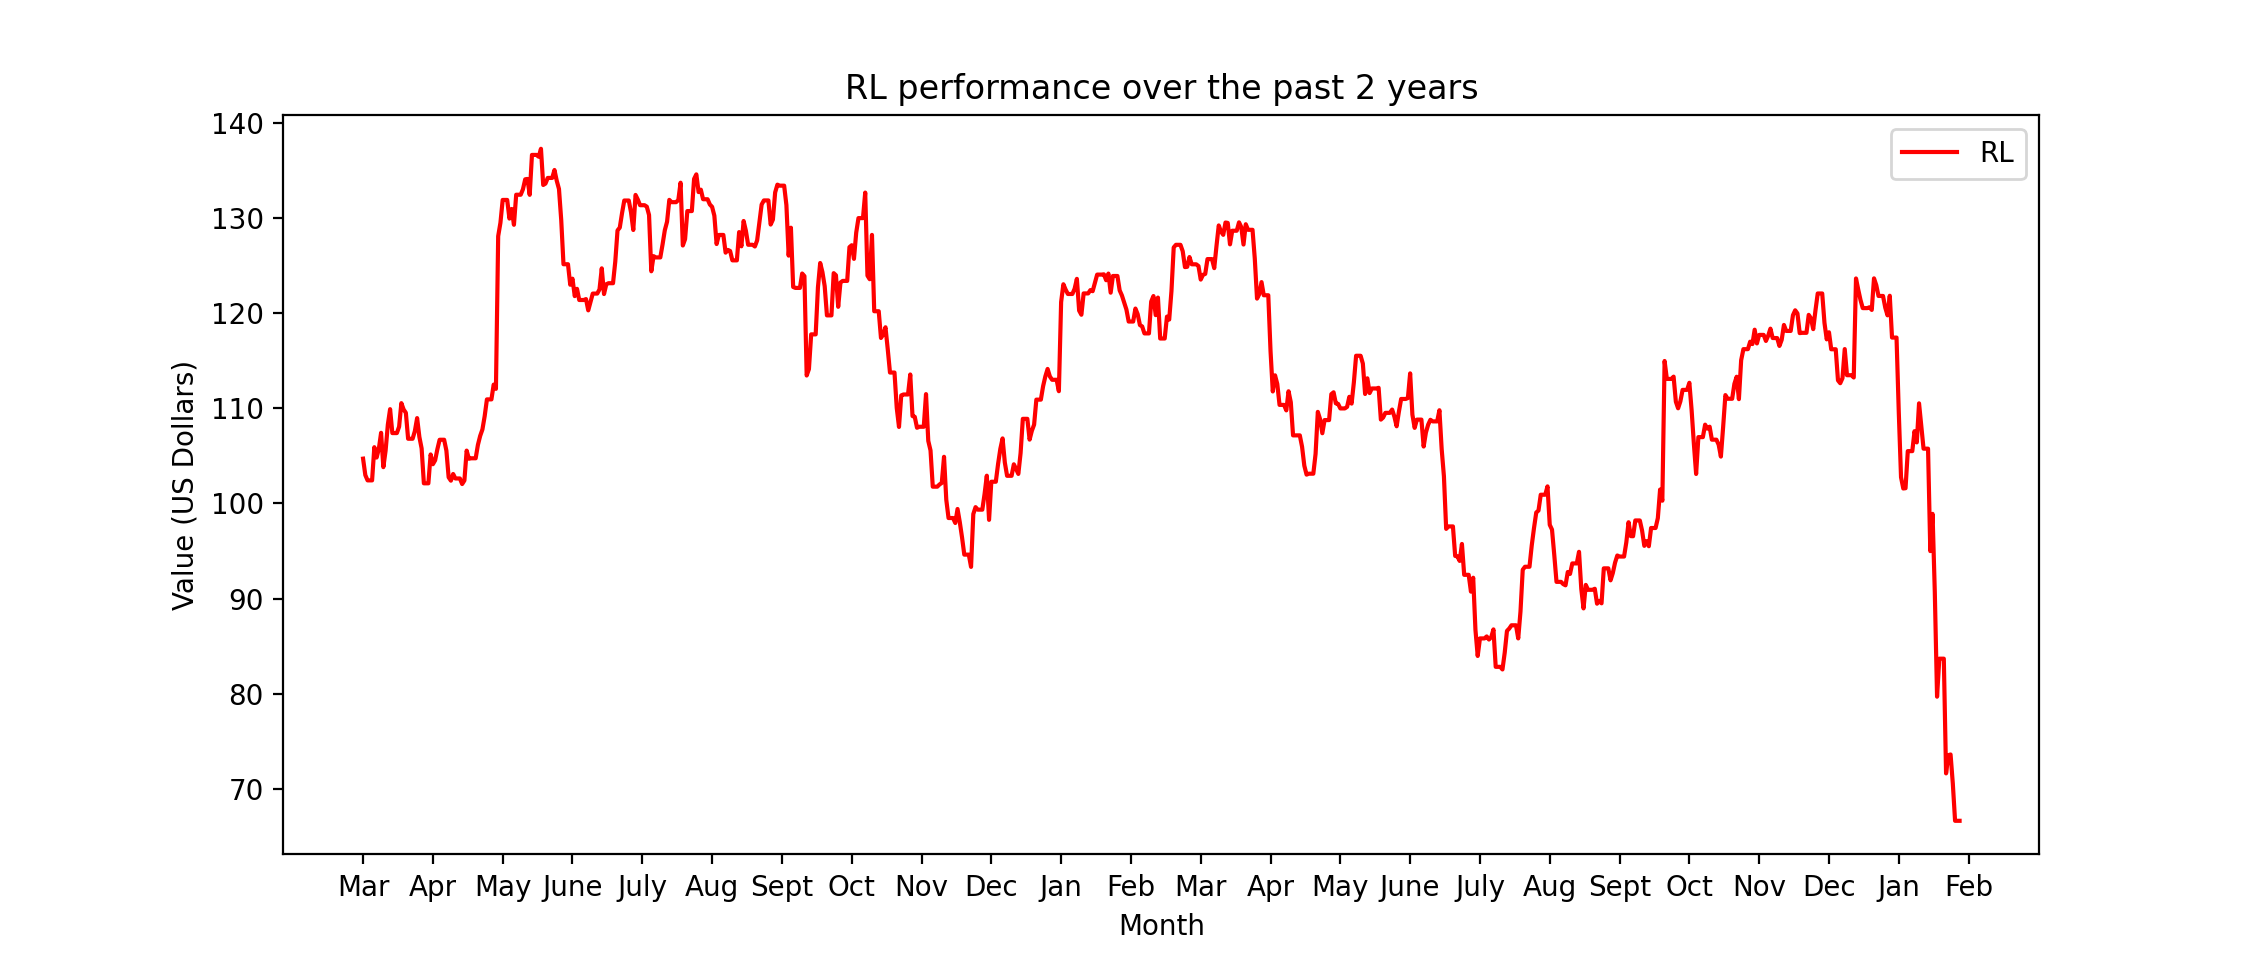 RL performance over the past 2 years
RL
140
130
120
110
100
90
80
70
Value (US Dollars)
Mar Apr May June July Aug Sept Oct Nov Dec Jan Feb Mar Apr May June July Aug Sept Oct Nov Dec Jan Feb
Month